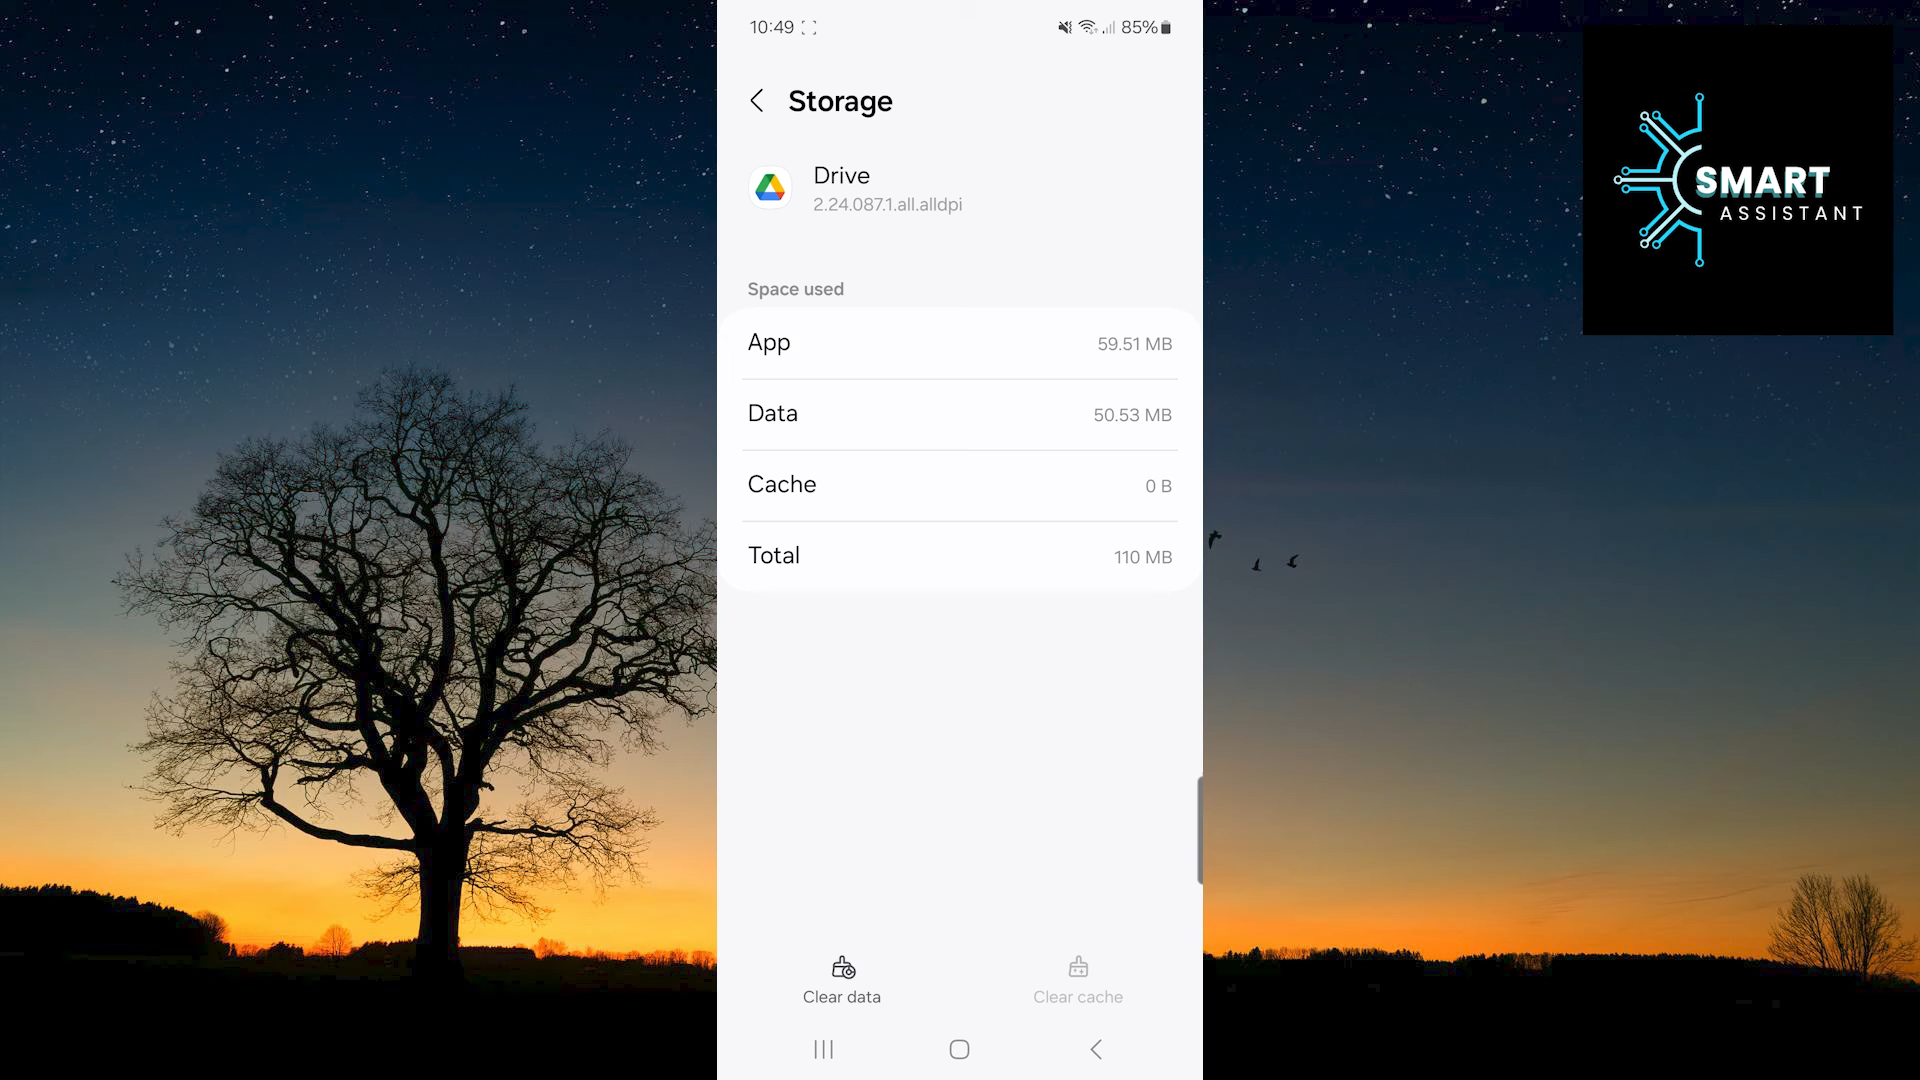 10:49
85%
Storage
Drive
2.24.087.1.all.alldpi
Space used
App 59.51 MB
Data 50.53 MB
Cache 0 B
Total 110 MB
Clear data
Clear cache
SMART
ASSISTANT